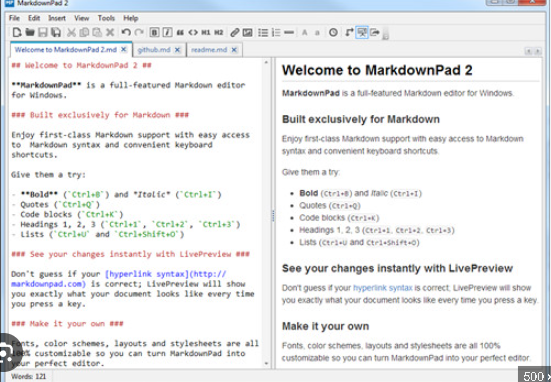 MarkdownPad 2
File Edit Insert View Tools Help
B I H1 H2 A a
Welcome to MarkdownPad 2.md github.md readme.md
## Welcome to MarkdownPad 2 ##
**MarkdownPad** is a full-featured Markdown editor
for Windows.
### Built exclusively for Markdown ###
Enjoy first-class Markdown support with easy access
to Markdown syntax and convenient keyboard
shortcuts.
Give them a try:
- **Bold** (`Ctrl+B`) and *Italic* (`Ctrl+I`)
- Quotes (`Ctrl+Q`)
- Code blocks (`Ctrl+K`)
- Headings 1, 2, 3 (`Ctrl+1`, `Ctrl+2`, `Ctrl+3`)
- Lists (`Ctrl+U` and `Ctrl+Shift+O`)
### See your changes instantly with LivePreview ###
Don't guess if your [hyperlink syntax](http://
markdownpad.com) is correct; LivePreview will show
you exactly what your document looks like every time
you press a key.
### Make it your own ###
Fonts, color schemes, layouts and stylesheets are all
100% customizable so you can turn MarkdownPad into
your perfect editor.
Welcome to MarkdownPad 2
MarkdownPad is a full-featured Markdown editor for Windows.
Built exclusively for Markdown
Enjoy first-class Markdown support with easy access to Markdown
syntax and convenient keyboard shortcuts.
Give them a try:
Bold (Ctrl+B) and Italic (Ctrl+I)
Quotes (Ctrl+Q)
Code blocks (Ctrl+K)
Headings 1, 2, 3 (Ctrl+1, Ctrl+2, Ctrl+3)
Lists (Ctrl+U and Ctrl+Shift+O)
See your changes instantly with LivePreview
Don't guess if your hyperlink syntax is correct; LivePreview will show
you exactly what your document looks like every time you press a key.
Make it your own
Fonts, color schemes, layouts and stylesheets are all 100%
customizable so you can turn MarkdownPad into your perfect editor.
Words: 121
500 x